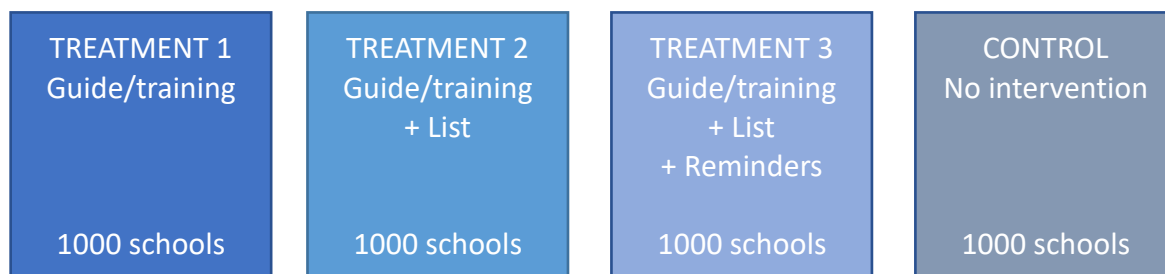 TREATMENT 1
Guide/training
1000 schools
TREATMENT 2
Guide/training
+ List
1000 schools
TREATMENT 3
Guide/training
+ List
+ Reminders
1000 schools
CONTROL
No intervention
1000 schools